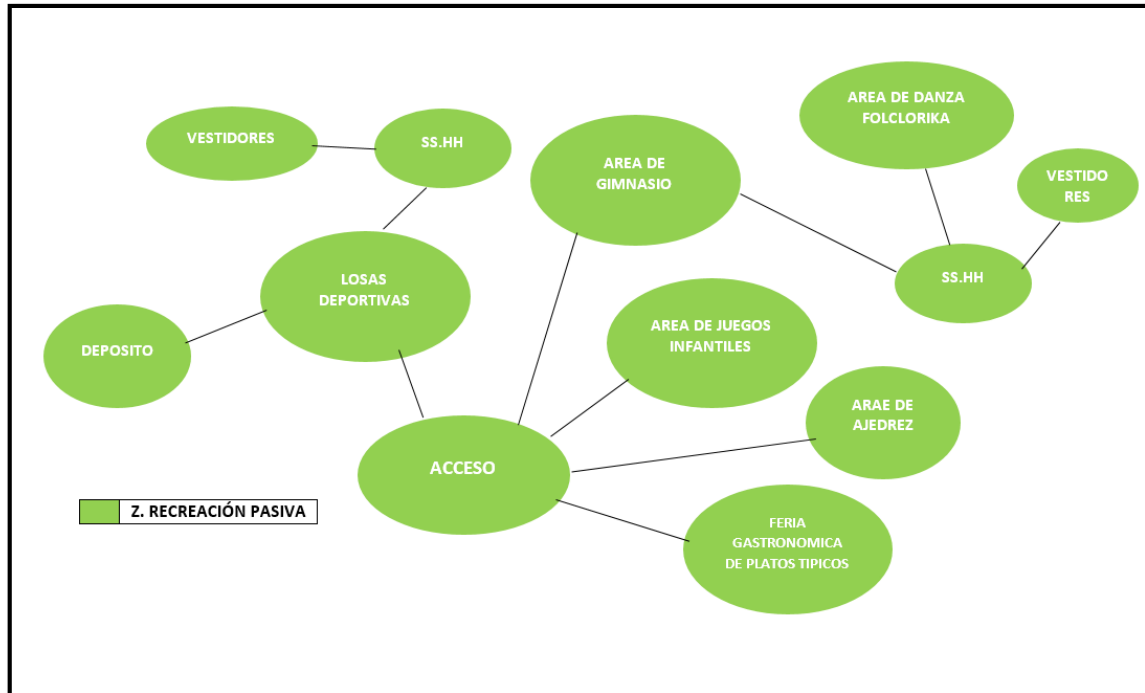 AREA DE DANZA
FOLCLORIKA
VESTIDORES
SS.HH
AREA DE
GIMNASIO
VESTIDO
RES
SS.HH
LOSAS
DEPORTIVAS
AREA DE JUEGOS
INFANTILES
DEPOSITO
ARAE DE
AJEDREZ
ACCESO
Z. RECREACIÓN PASIVA
FERIA
GASTRONOMICA
DE PLATOS TIPICOS